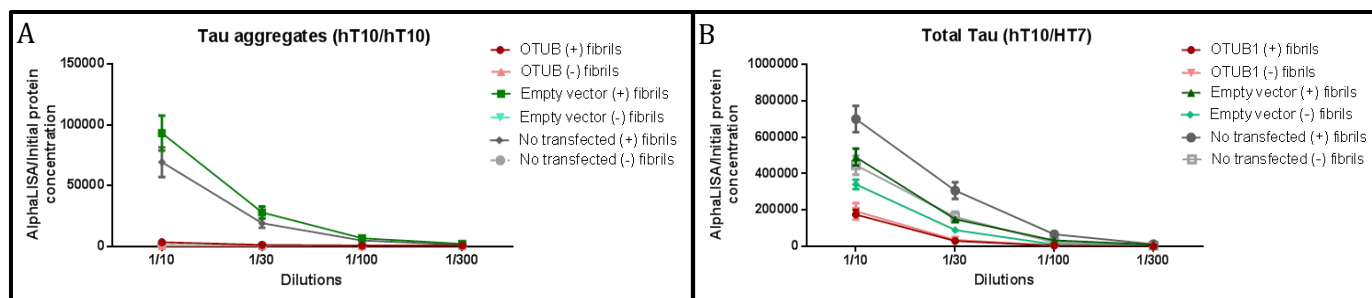 A
Tau aggregates (hT10/hT10)
AlphaLISA/Initial protein
concentration
150000
100000
50000
0
1/10
1/30
1/100
1/300
Dilutions
OTUB (+) fibrils
OTUB (-) fibrils
Empty vector (+) fibrils
Empty vector (-) fibrils
No transfected (+) fibrils
No transfected (-) fibrils
B
Total Tau (hT10/HT7)
AlphaLISA/Initial protein
concentration
1000000
800000
600000
400000
200000
0
1/10
1/30
1/100
1/300
Dilutions
OTUB1 (+) fibrils
OTUB1 (-) fibrils
Empty vector (+) fibrils
Empty vector (-) fibrils
No transfected (+) fibrils
No transfected (-) fibrils